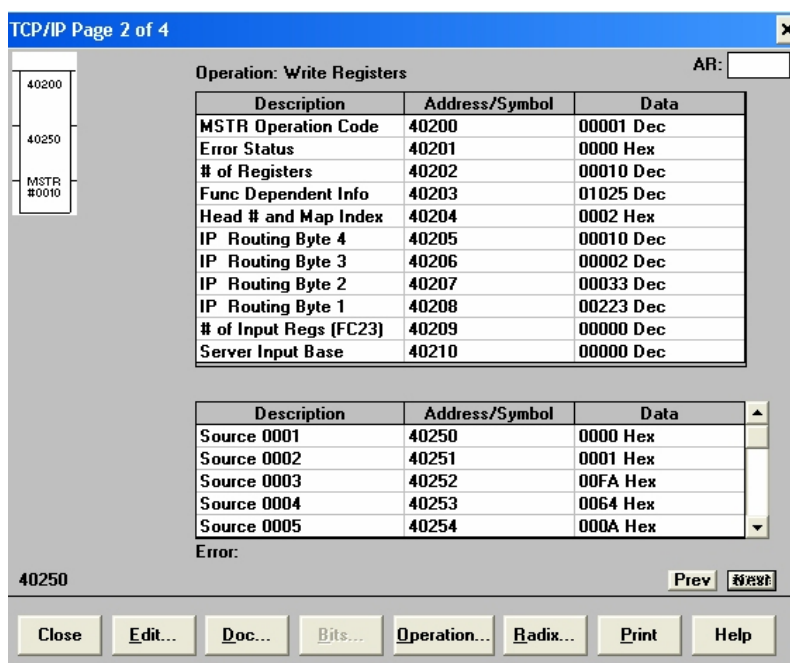 TCP/IP Page 2 of 4
40200
40250
MSTR
#0010
Operation: Write Registers
AR:
Description Address/Symbol Data
MSTR Operation Code 40200 00001 Dec
Error Status 40201 0000 Hex
# of Registers 40202 00010 Dec
Func Dependent Info 40203 01025 Dec
Head # and Map Index 40204 0002 Hex
IP Routing Byte 4 40205 00010 Dec
IP Routing Byte 3 40206 00002 Dec
IP Routing Byte 2 40207 00033 Dec
IP Routing Byte 1 40208 00223 Dec
# of Input Regs (FC23) 40209 00000 Dec
Server Input Base 40210 00000 Dec
Description Address/Symbol Data
Source 0001 40250 0000 Hex
Source 0002 40251 0001 Hex
Source 0003 40252 00FA Hex
Source 0004 40253 0064 Hex
Source 0005 40254 000A Hex
Error:
40250
Prev Next
Close Edit... Doc... Bits... Operation... Radix... Print Help